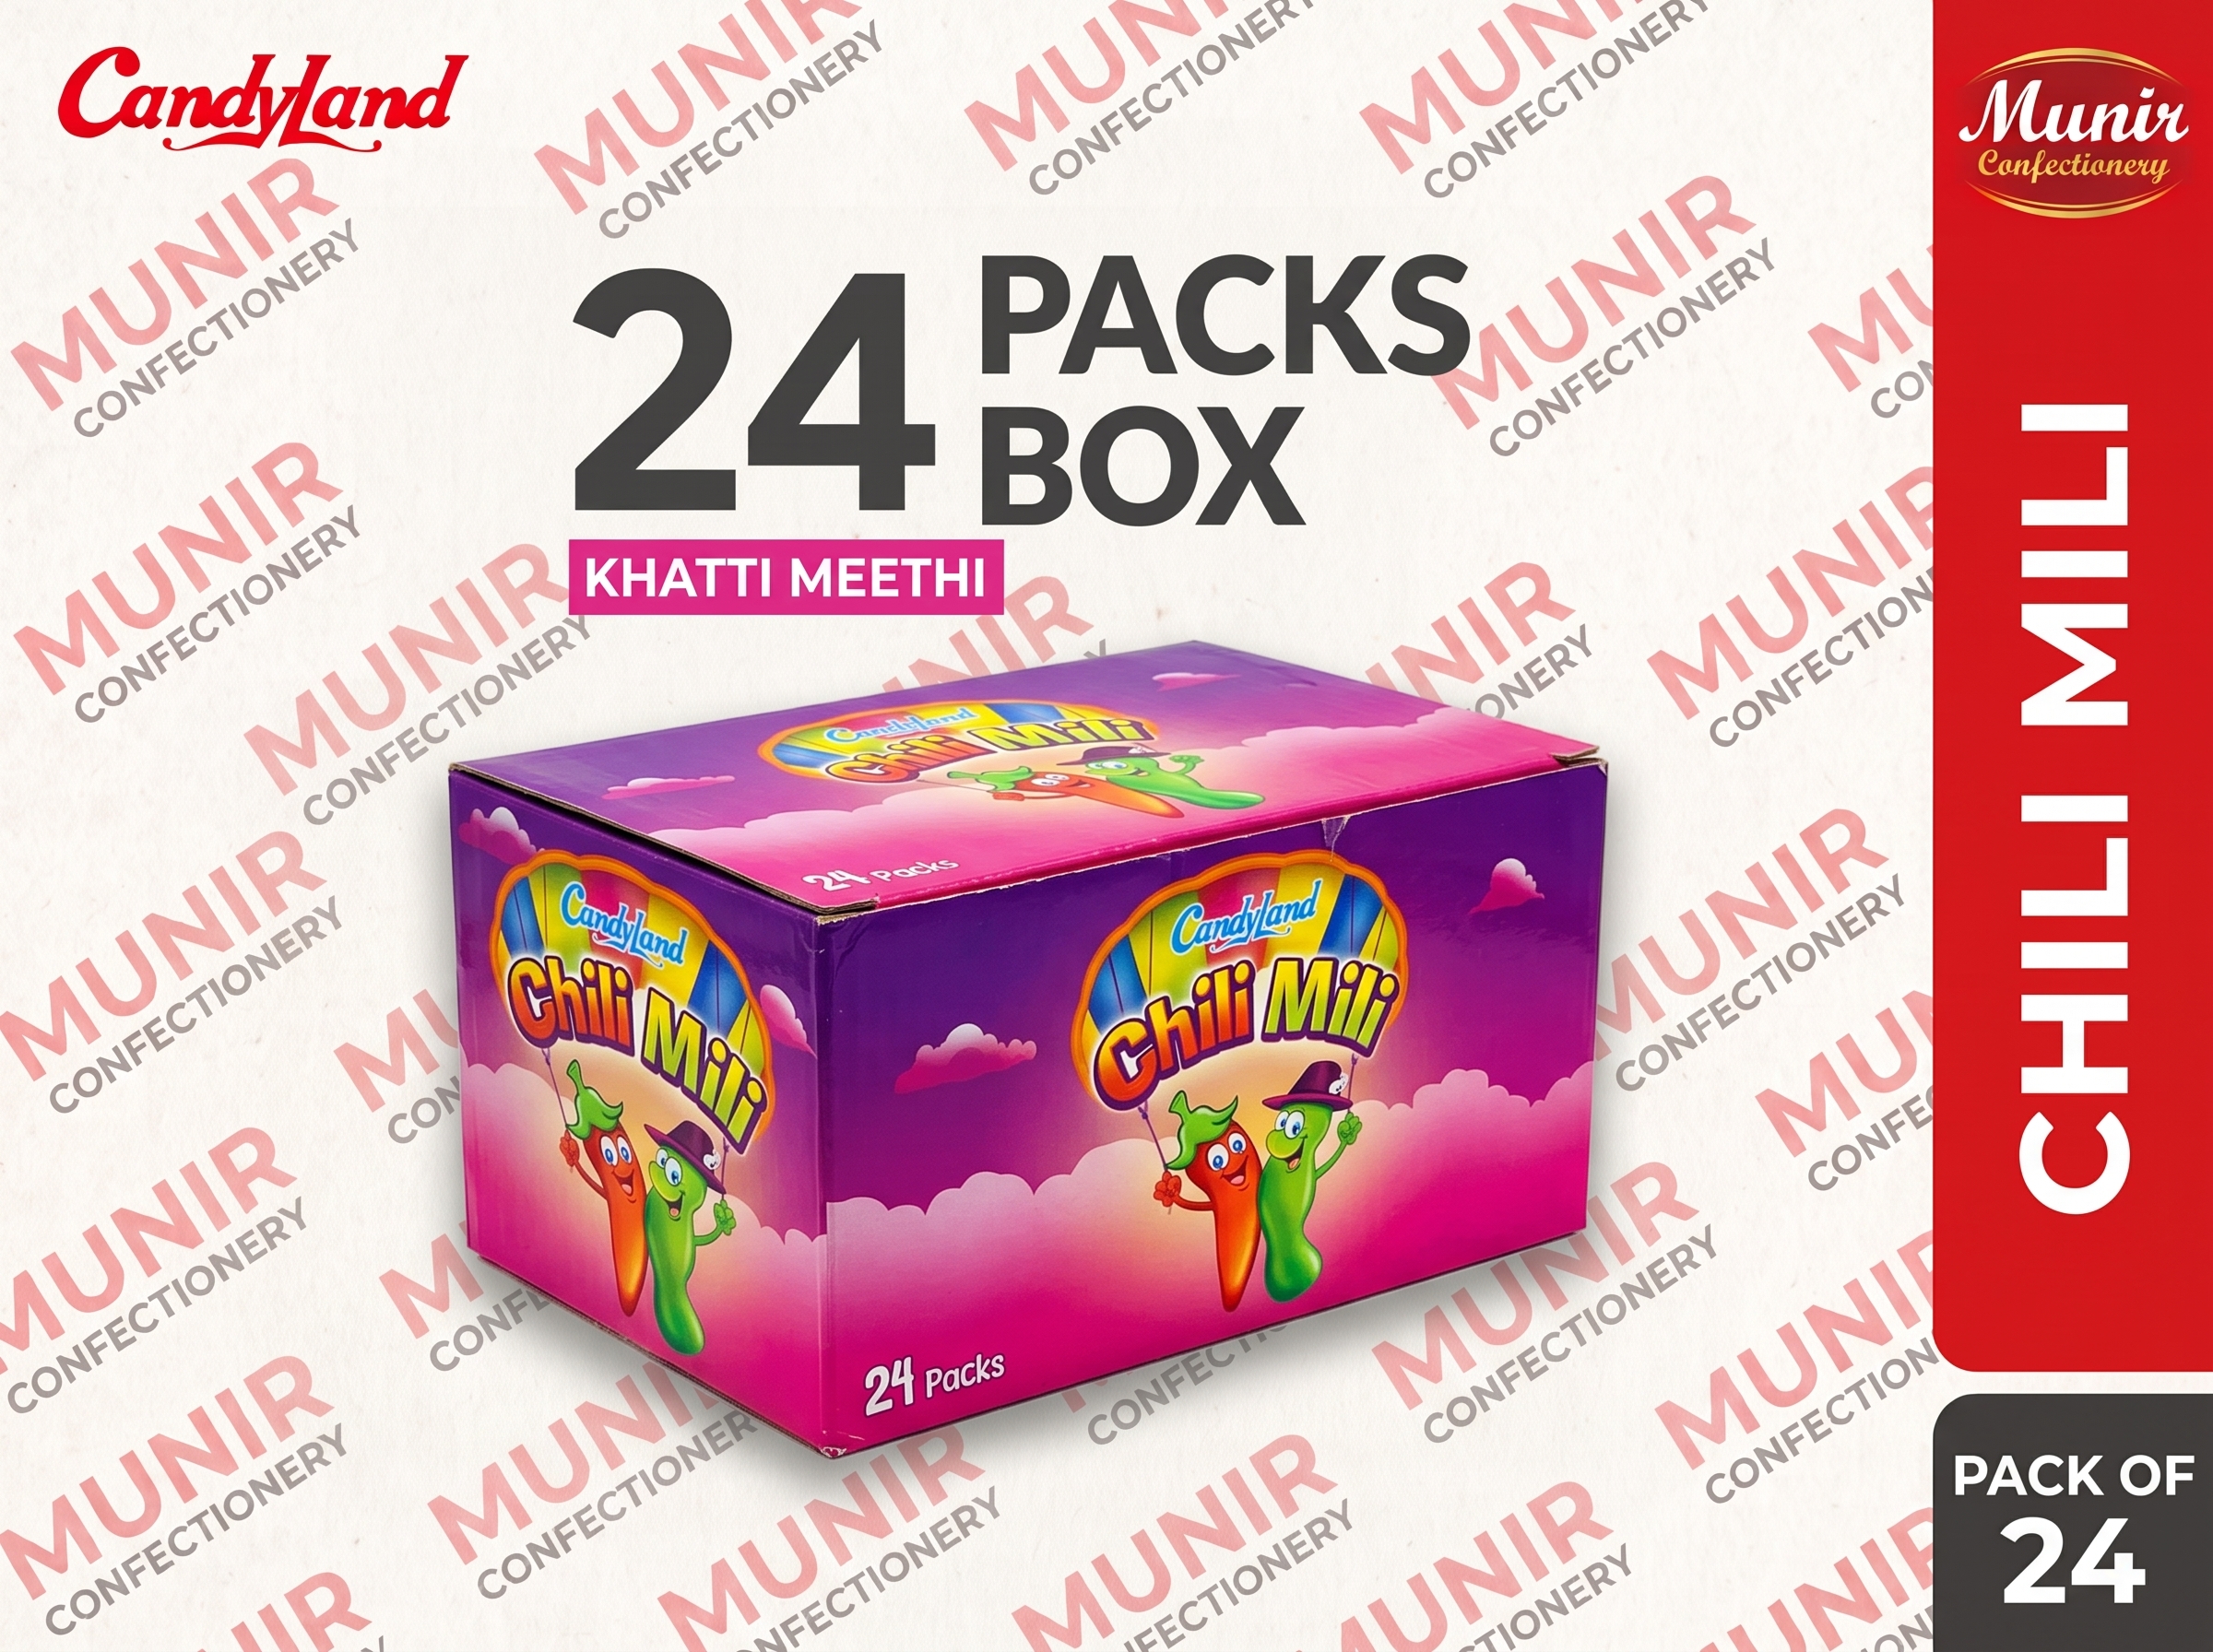 CandyLand
Munir
Confectionery
24 PACKS
BOX
KHATTI MEETHI
CHILI MILI
CandyLand
Chili Mili
24 Packs
CandyLand
Chili Mili
CandyLand
Chili Mili
24 Packs
PACK OF
24
MUNIR
CONFECTIONERY